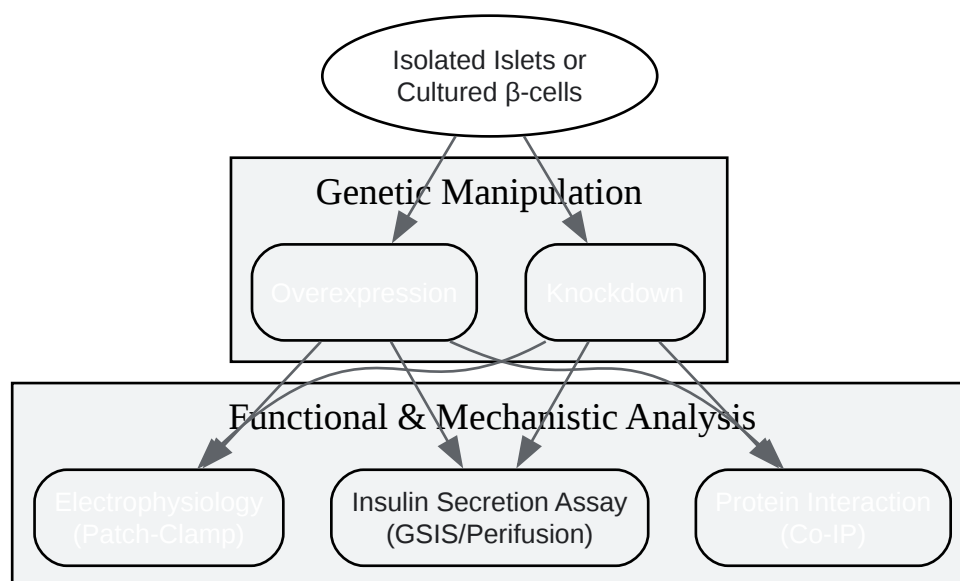 Isolated Islets or
Cultured β-cells
Genetic Manipulation
Overexpression
Knockdown
Functional & Mechanistic Analysis
Electrophysiology
(Patch-Clamp)
Insulin Secretion Assay
(GSIS/Perifusion)
Protein Interaction
(Co-IP)